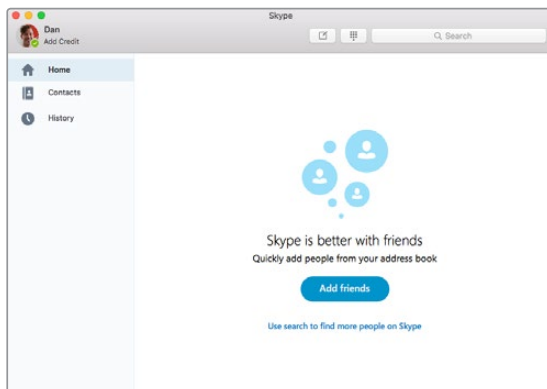 Skype
Dan
Add Credit
Search
Home
Contacts
History
Skype is better with friends
Quickly add people from your address book
Add friends
Use search to find more people on Skype